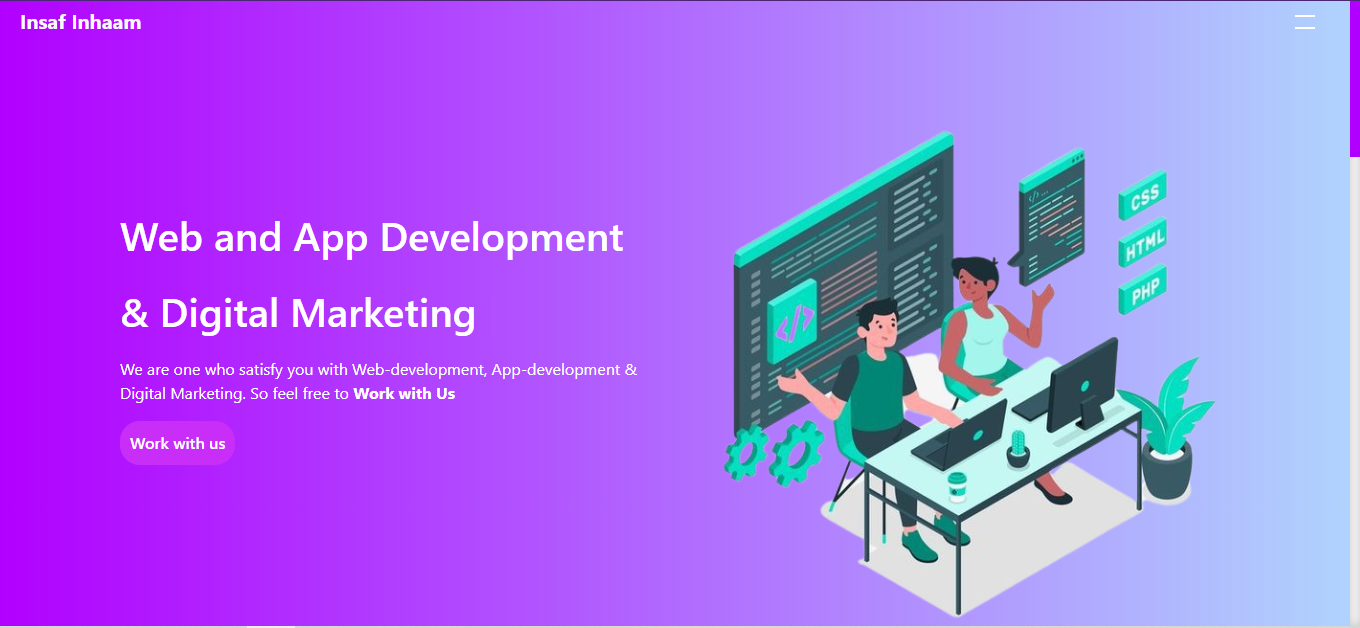 Insaf Inhaam
Web and App Development
& Digital Marketing
We are one who satisfy you with Web-development, App-development &
Digital Marketing. So feel free to Work with Us
Work with us
</>
CSS
HTML
PHP